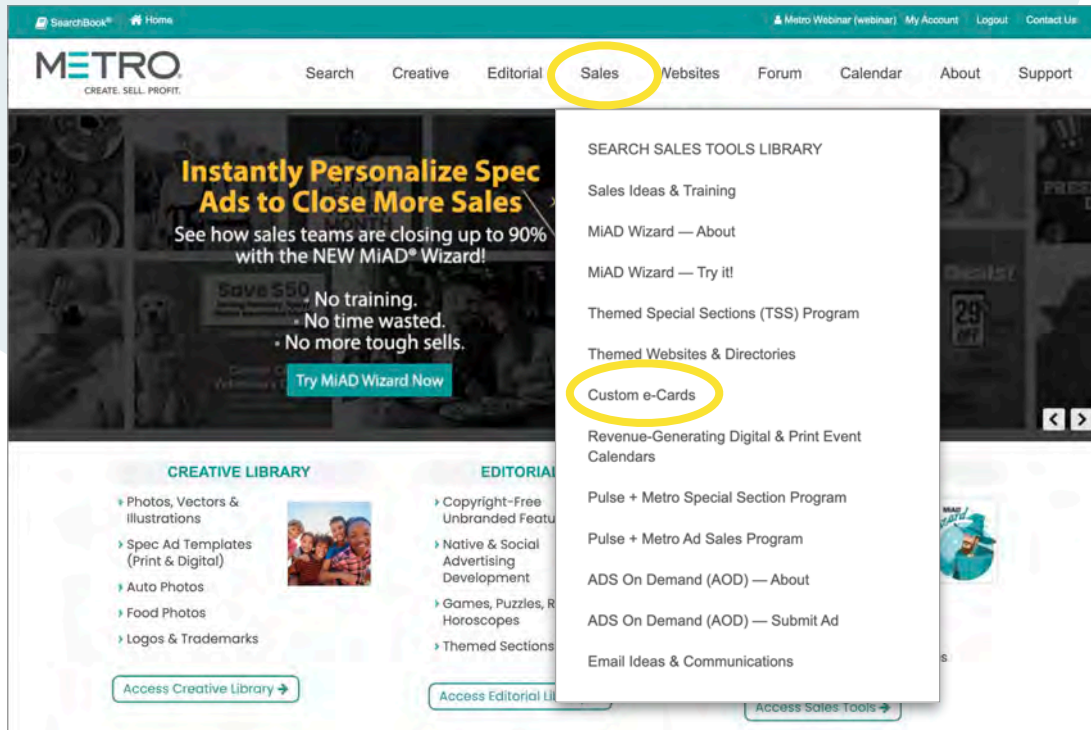 SearchBook® Home Metro Webinar (webinar) My Account Logout Contact Us
METRO®
CREATE. SELL. PROFIT.
Search Creative Editorial Sales Websites Forum Calendar About Support
Instantly Personalize Spec
Ads to Close More Sales
See how sales teams are closing up to 90%
with the NEW MiAD® Wizard!
Save $50
• No training.
• No time wasted.
• No more tough sells.
Try MiAD Wizard Now
29
SEARCH SALES TOOLS LIBRARY
Sales Ideas & Training
MiAD Wizard — About
MiAD Wizard — Try it!
Themed Special Sections (TSS) Program
Themed Websites & Directories
Custom e-Cards
Revenue-Generating Digital & Print Event
Calendars
Pulse + Metro Special Section Program
Pulse + Metro Ad Sales Program
ADS On Demand (AOD) — About
ADS On Demand (AOD) — Submit Ad
Email Ideas & Communications
CREATIVE LIBRARY
Photos, Vectors &
Illustrations
Spec Ad Templates
(Print & Digital)
Auto Photos
Food Photos
Logos & Trademarks
Access Creative Library
EDITORIAL
Copyright-Free
Unbranded Featu
Native & Social
Advertising
Development
Games, Puzzles, R
Horoscopes
Themed Sections
Access Editorial Li
MiAD
Wizard
s
Access Sales Tools